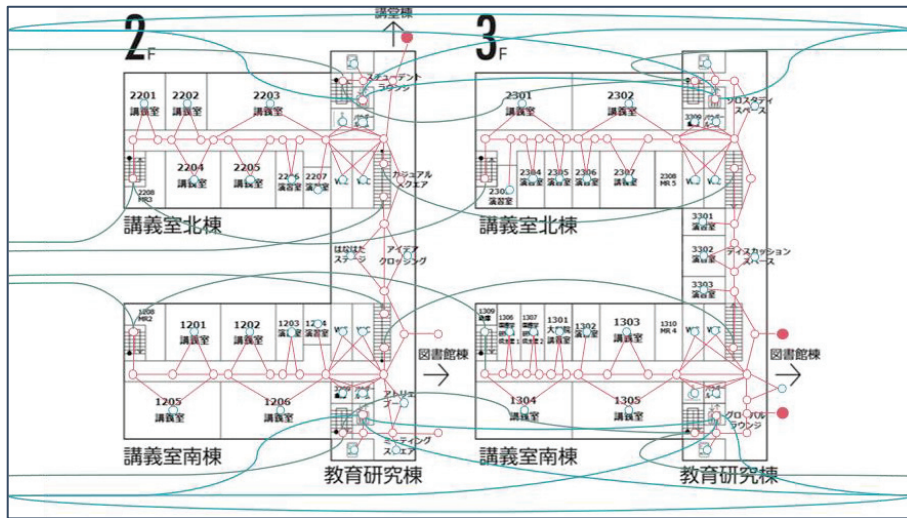 2F
講堂棟
スチューデント
ラウンジ
2201
講義室
2202
講義室
2203
講義室
2204
講義室
2205
講義室
2206
演習室
2207
演習室
2208
MR3
カジュアル
スクエア
講義室北棟
はなはた
ステージ
アイデア
クロッシング
1208
MR2
1201
講義室
1202
講義室
1203
演習室
1204
演習室
1205
講義室
1206
講義室
図書館棟
アトリエ
ミーティング
スクエア
講義室南棟
教育研究棟
3F
2301
講義室
2302
講義室
ソロスタディ
スペース
2304
演習室
2305
演習室
2306
演習室
2307
講義室
2308
MR 5
講義室北棟
3301
演習室
3302
演習室
3303
演習室
ディスカッション
スペース
1309
1306
1307
1301
講義室
1302
演習室
1303
講義室
1310
MR 4
1304
講義室
1305
講義室
図書館棟
グローバル
ラウンジ
講義室南棟
教育研究棟